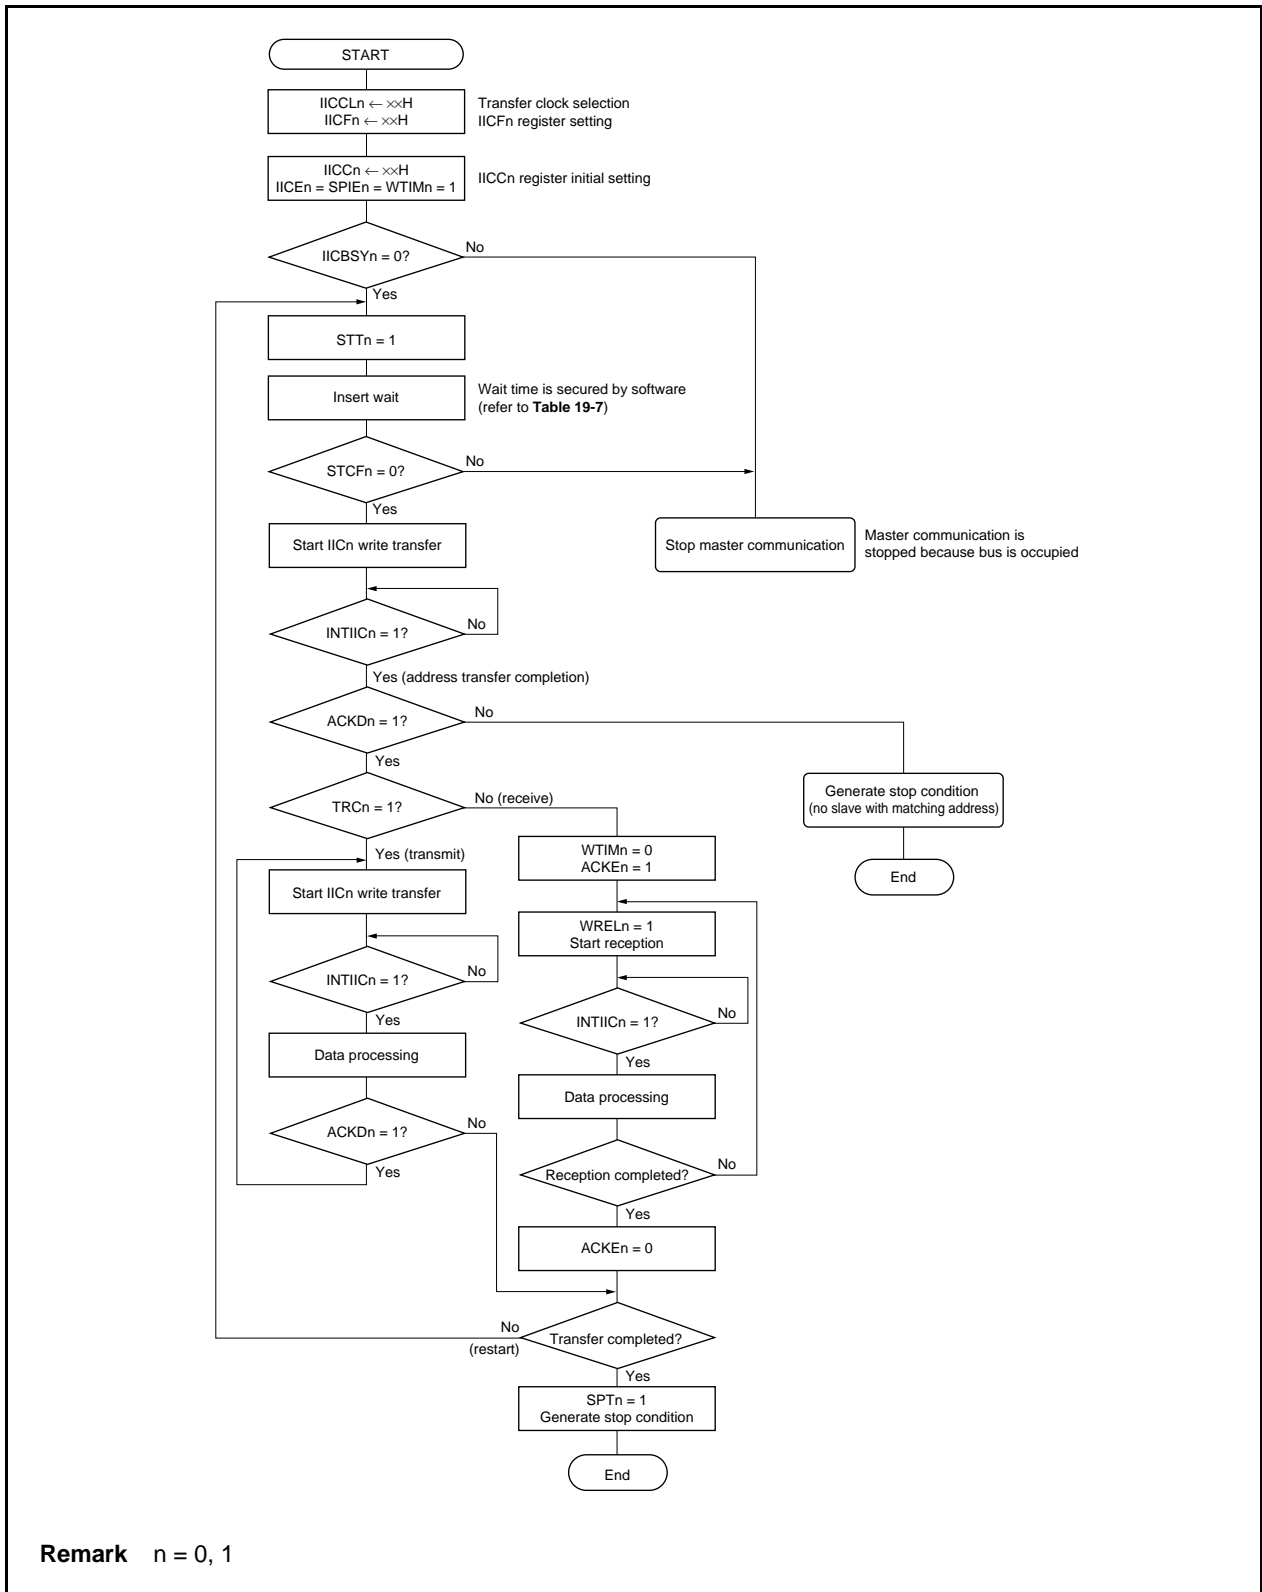 START
IICCLn ← ××H
IICFn ← ××H
Transfer clock selection
IICFn register setting
IICCn ← ××H
IICEn = SPIEn = WTIMn = 1
IICCn register initial setting
IICBSYn = 0?
No
Yes
STTn = 1
Insert wait
Wait time is secured by software
(refer to Table 19-7)
STCFn = 0?
No
Yes
Start IICn write transfer
Stop master communication
Master communication is
stopped because bus is occupied
INTIICn = 1?
No
Yes (address transfer completion)
ACKDn = 1?
No
Yes
Generate stop condition
(no slave with matching address)
End
TRCn = 1?
No (receive)
Yes (transmit)
WTIMn = 0
ACKEn = 1
Start IICn write transfer
WRELn = 1
Start reception
INTIICn = 1?
No
Yes
INTIICn = 1?
No
Yes
Data processing
Data processing
ACKDn = 1?
No
Yes
Reception completed?
No
Yes
ACKEn = 0
Transfer completed?
No
(restart)
Yes
SPTn = 1
Generate stop condition
End
Remark n = 0, 1